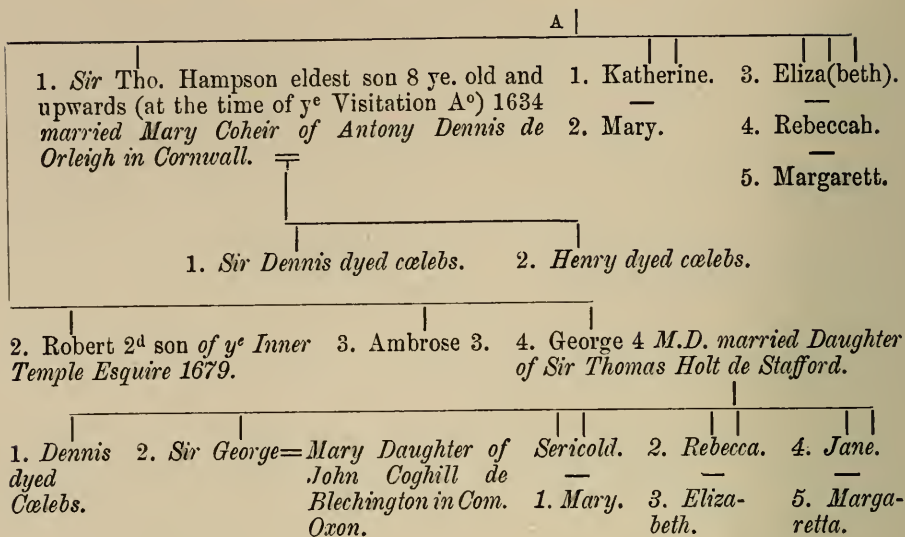 A
1. Sir Tho. Hampson eldest son 8 ye. old and
upwards (at the time of yᵉ Visitation Aᵒ) 1634
married Mary Coheir of Antony Dennis de
Orleigh in Cornwall.
1. Katherine.
2. Mary.
3. Eliza(beth).
4. Rebeccah.
5. Margarett.
1. Sir Dennis dyed cœlebs.
2. Henry dyed cœlebs.
2. Robert 2ᵈ son of yᵉ Inner
Temple Esquire 1679.
3. Ambrose 3.
4. George 4 M.D. married Daughter
of Sir Thomas Holt de Stafford.
1. Dennis
dyed
Cœlebs.
2. Sir George=
Mary Daughter of
John Coghill de
Blechington in Com.
Oxon.
Sericold.
1. Mary.
2. Rebecca.
3. Eliza-
beth.
4. Jane.
5. Marga-
retta.